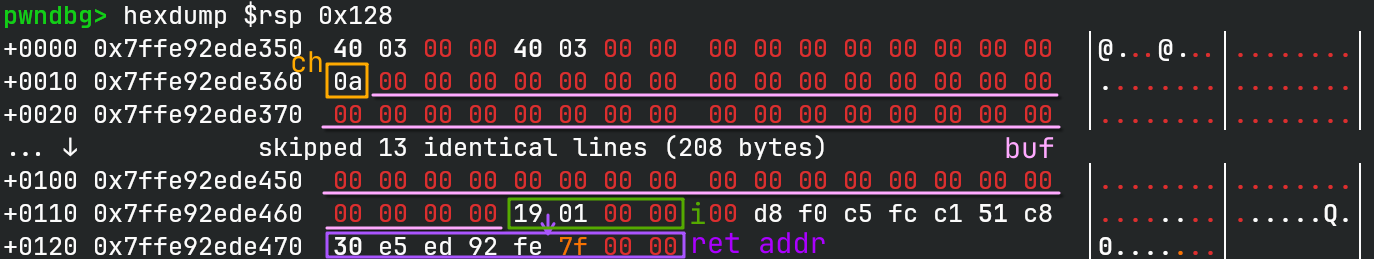 pwndbg> hexdump $rsp 0x128
+0000 0x7ffe92ede350 40 03 00 00 40 03 00 00 00 00 00 00 00 00 00 00 |@...@...|........|
ch
+0010 0x7ffe92ede360 0a 00 00 00 00 00 00 00 00 00 00 00 00 00 00 00 |........|........|
+0020 0x7ffe92ede370 00 00 00 00 00 00 00 00 00 00 00 00 00 00 00 00 |........|........|
... ↓ skipped 13 identical lines (208 bytes) buf
+0100 0x7ffe92ede450 00 00 00 00 00 00 00 00 00 00 00 00 00 00 00 00 |........|........|
+0110 0x7ffe92ede460 00 00 00 00 19 01 00 00 i 00 d8 f0 c5 fc c1 51 c8 |........|......Q.|
+0120 0x7ffe92ede470 30 e5 ed 92 fe 7f 00 00 ret addr |0.......| |